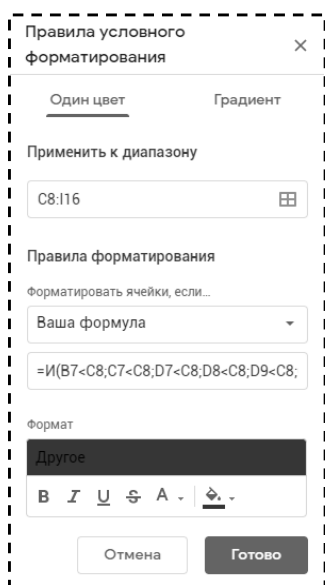 Правила условного
форматирования
Один цвет Градиент
Применить к диапазону
C8:I16
Правила форматирования
Форматировать ячейки, если…
Ваша формула
=И(B7<C8;C7<C8;D7<C8;D8<C8;D9<C8;
Формат
Другое
B I U S A
Отмена Готово